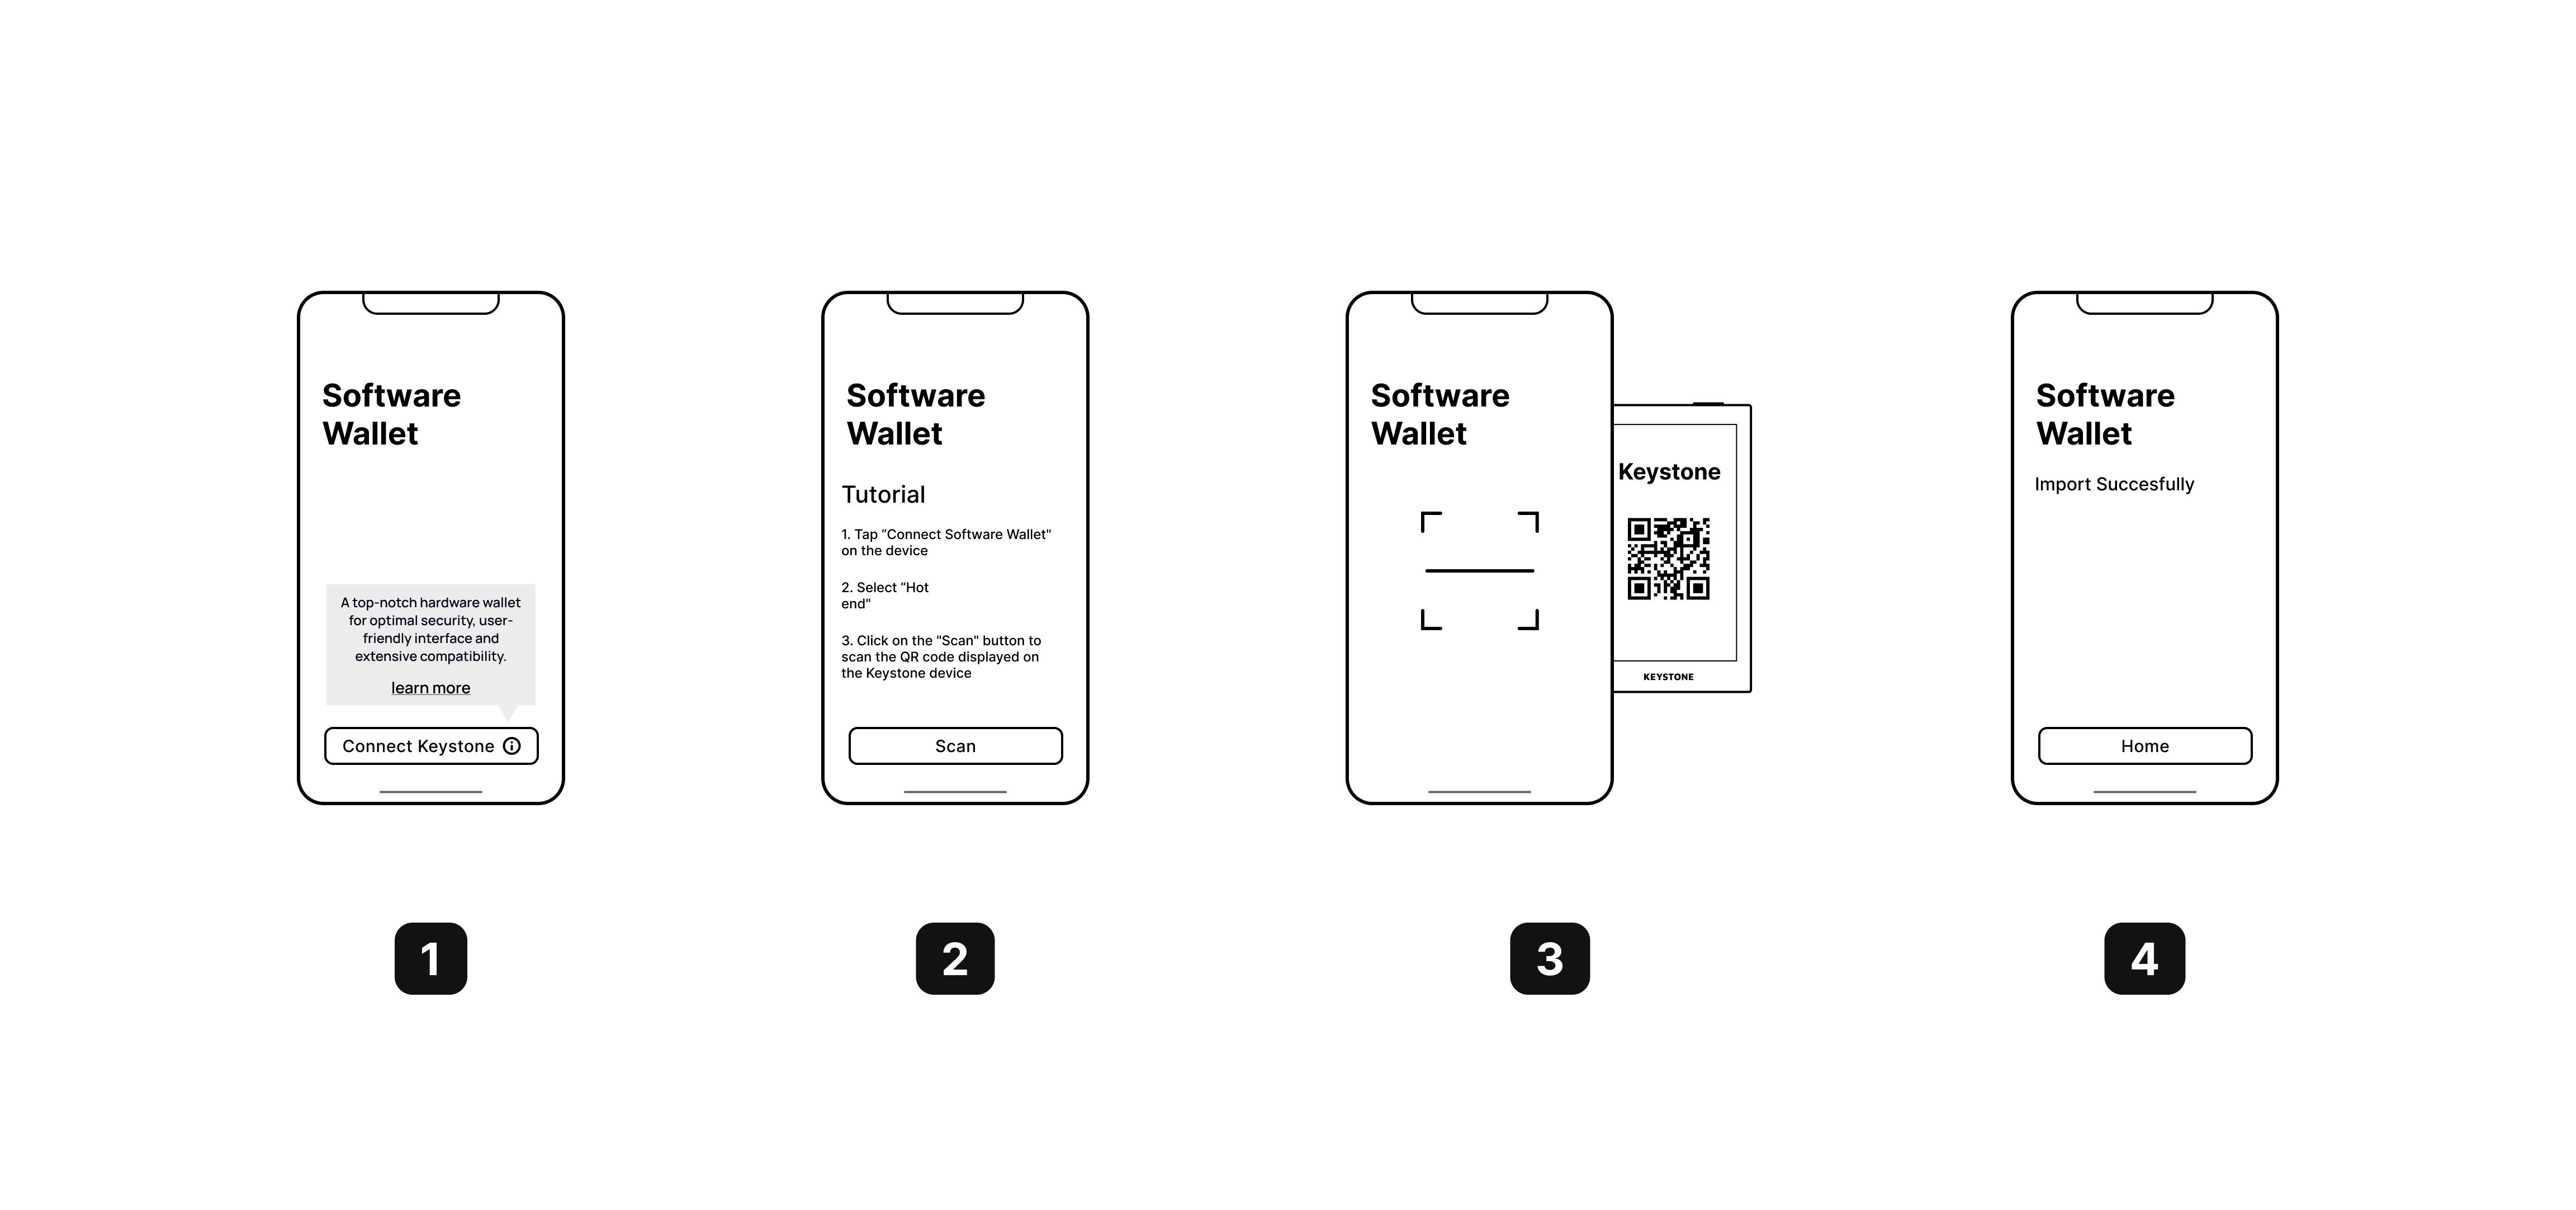 Software
Wallet
A top-notch hardware wallet
for optimal security, user-
friendly interface and
extensive compatibility.
learn more
Connect Keystone
1
Software
Wallet
Tutorial
1. Tap “Connect Software Wallet"
on the device
2. Select “Hot
end"
3. Click on the "Scan" button to
scan the QR code displayed on
the Keystone device
Scan
2
Software
Wallet
Keystone
KEYSTONE
3
Software
Wallet
Import Succesfully
Home
4